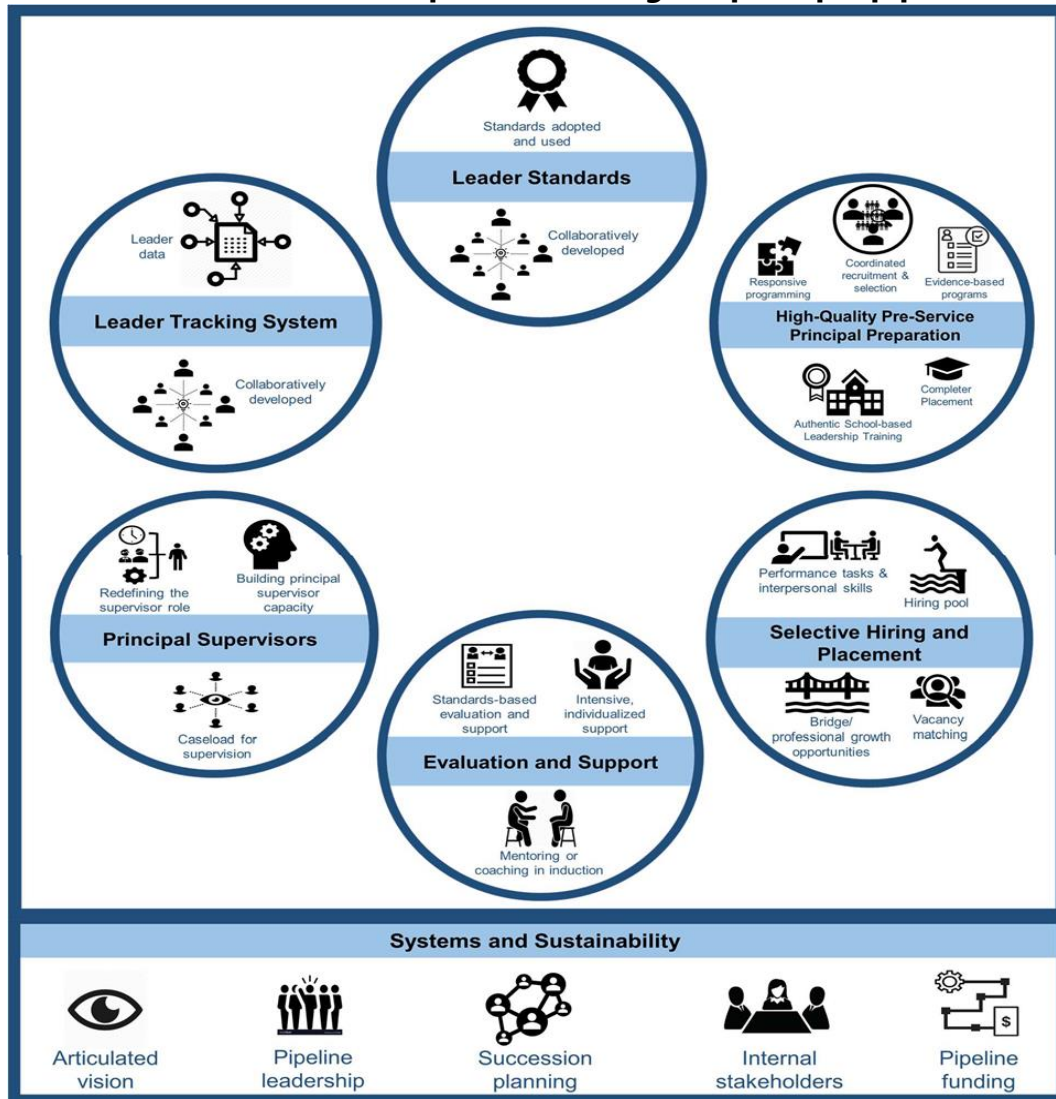 Standards adopted
and used
Leader Standards
Collaboratively
developed
Leader
data
Leader Tracking System
Collaboratively
developed
Responsive
programming
Coordinated
recruitment &
selection
Evidence-based
programs
High-Quality Pre-Service
Principal Preparation
Authentic School-based
Leadership Training
Completer
Placement
Redefining the
supervisor role
Building principal
supervisor
capacity
Principal Supervisors
Caseload for
supervision
Standards-based
evaluation and
support
Intensive,
individualized
support
Evaluation and Support
Mentoring or
coaching in induction
Performance tasks &
interpersonal skills
Hiring pool
Selective Hiring and
Placement
Bridge/
professional growth
opportunities
Vacancy
matching
Systems and Sustainability
Articulated
vision
Pipeline
leadership
Succession
planning
Internal
stakeholders
$
Pipeline
funding